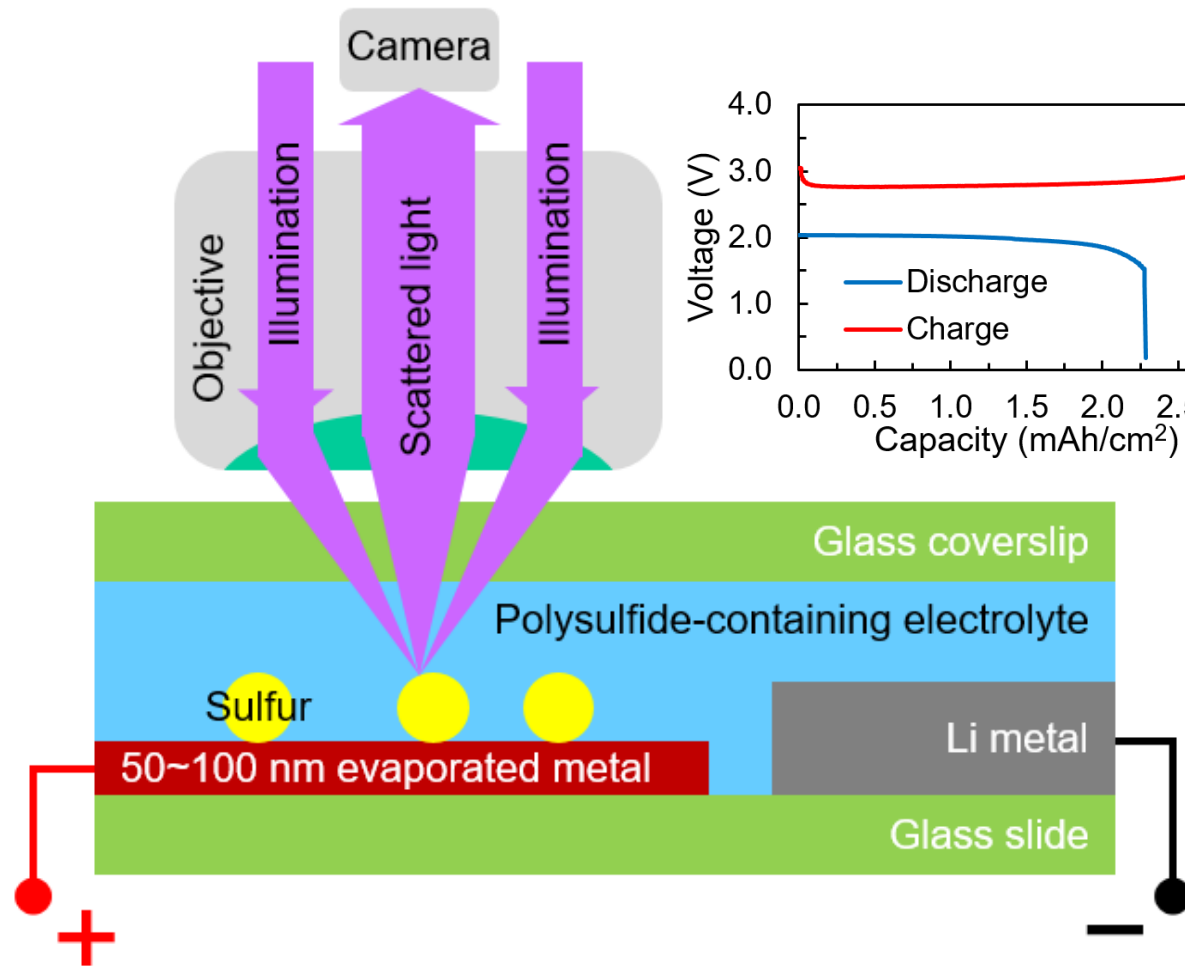 Camera
Illumination
Scattered light
Illumination
Objective
Voltage (V)
4.0
3.0
2.0
1.0
0.0
Discharge
Charge
0.0 0.5 1.0 1.5 2.0
Capacity (mAh/cm²)
Glass coverslip
Polysulfide-containing electrolyte
Sulfur
50~100 nm evaporated metal
Li metal
Glass slide
+
−